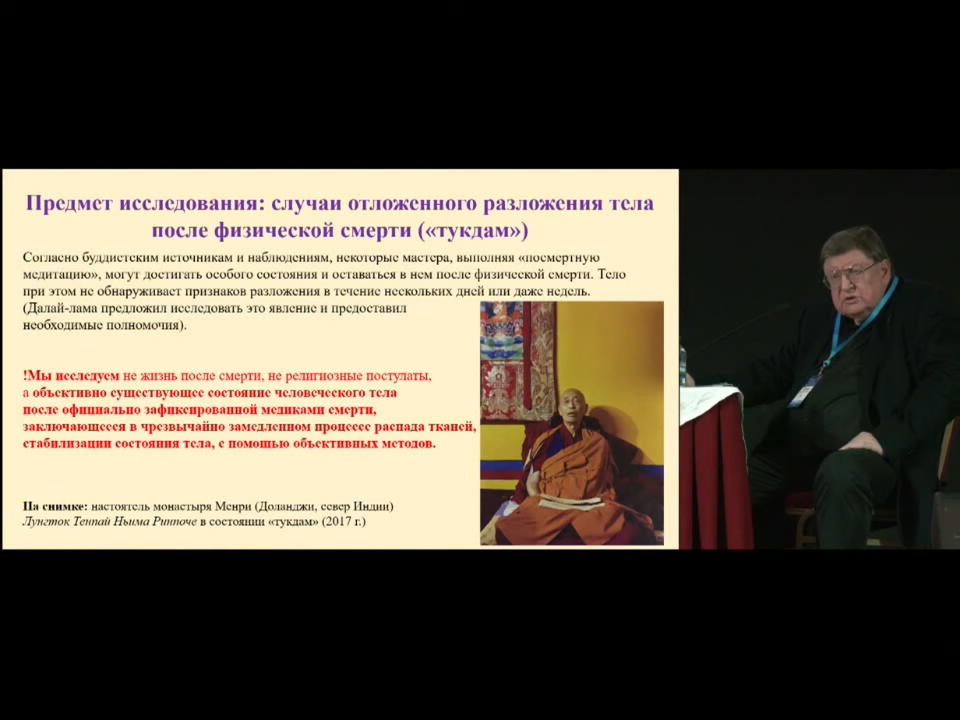 Предмет исследования: случаи отложенного разложения тела
после физической смерти («тукдам»)
Согласно буддистским источникам и наблюдениям, некоторые мастера, выполняя «посмертную
медитацию», могут достигать особого состояния и оставаться в нем после физической смерти. Тело
при этом не обнаруживает признаков разложения в течение нескольких дней или даже недель.
(Далай-лама предложил исследовать это явление и предоставил
необходимые полномочия).
!Мы исследуем не жизнь после смерти, не религиозные постулаты,
а объективно существующее состояние человеческого тела
после официально зафиксированной медиками смерти,
заключающееся в чрезвычайно замедленном процессе распада тканей,
стабилизации состояния тела, с помощью объективных методов.
На снимке: настоятель монастыря Менри (Доланджи, север Индии)
Лунгток Тенпай Ньима Ринпоче в состоянии «тукдам» (2017 г.)